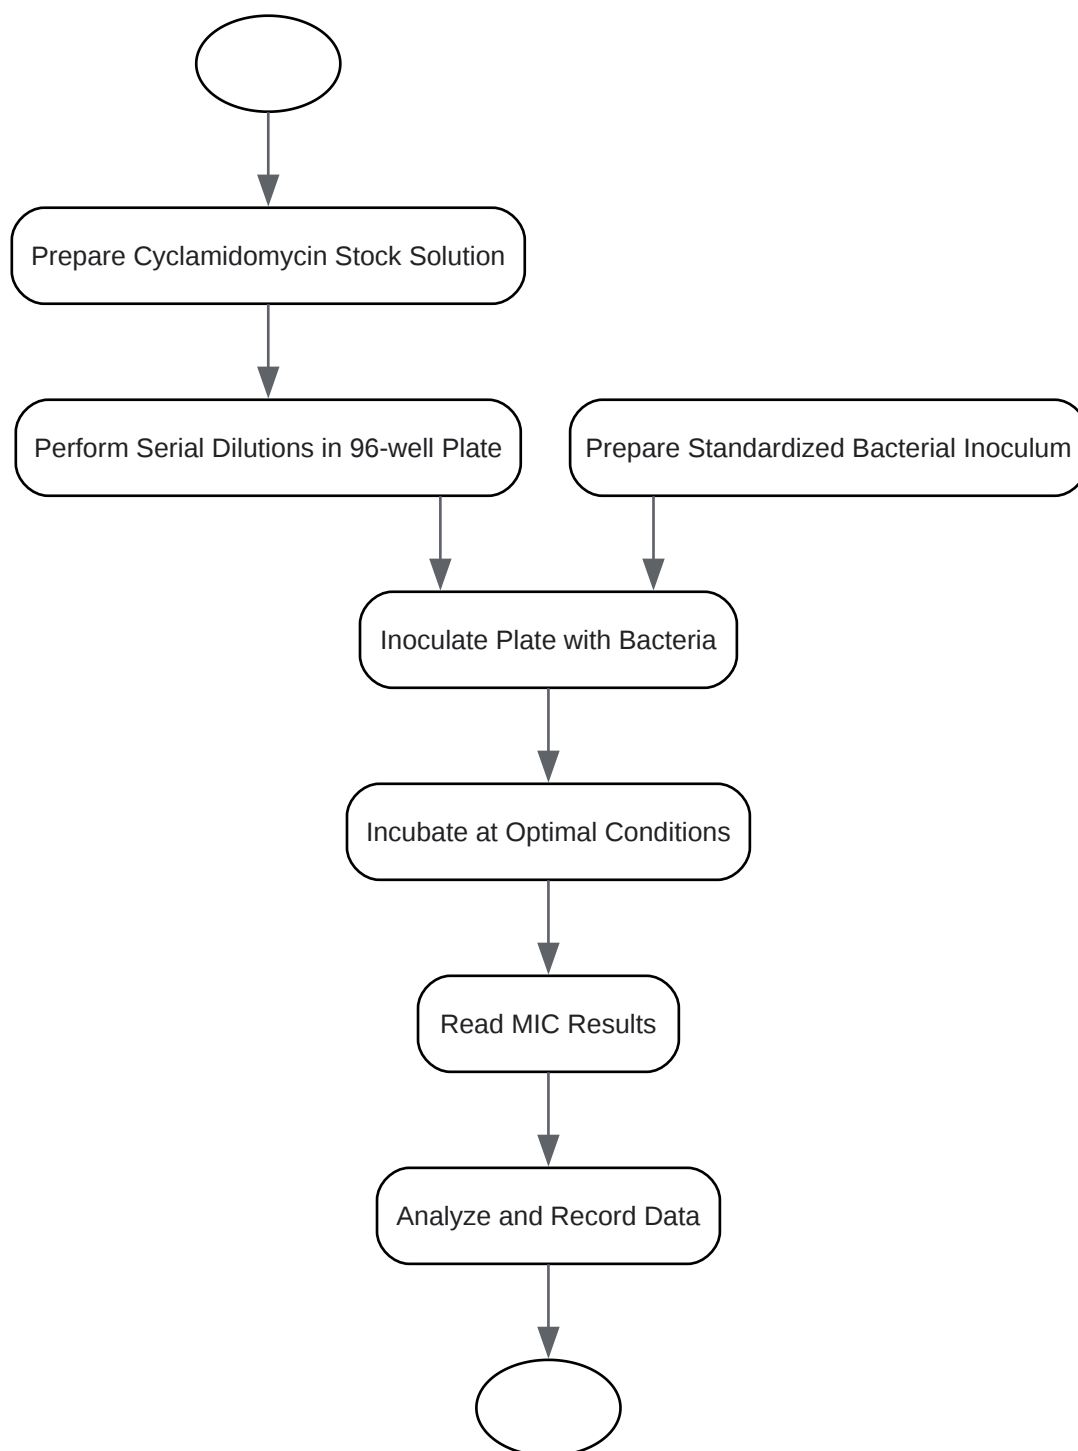 Prepare Cyclamidomycin Stock Solution
Perform Serial Dilutions in 96-well Plate
Prepare Standardized Bacterial Inoculum
Inoculate Plate with Bacteria
Incubate at Optimal Conditions
Read MIC Results
Analyze and Record Data